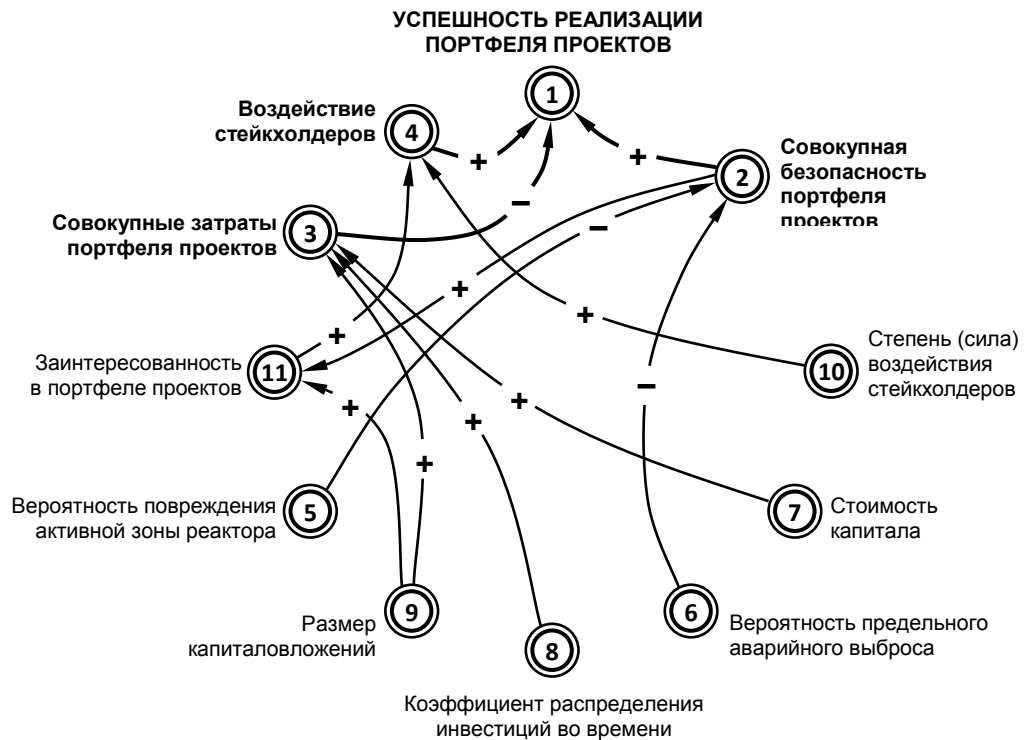 УСПЕШНОСТЬ РЕАЛИЗАЦИИ
ПОРТФЕЛЯ ПРОЕКТОВ
1
Воздействие
стейкхолдеров
4
+
+
Совокупная
безопасность
портфеля
проектов
2
Совокупные затраты
портфеля проектов
3
−
−
+
+
+
Заинтересованность
в портфеле проектов
11
Степень (сила)
воздействия
стейкхолдеров
10
−
+
+
+
+
Вероятность повреждения
активной зоны реактора
5
Стоимость
капитала
7
Размер
капиталовложений
9
Вероятность предельного
аварийного выброса
6
8
Коэффициент распределения
инвестиций во времени